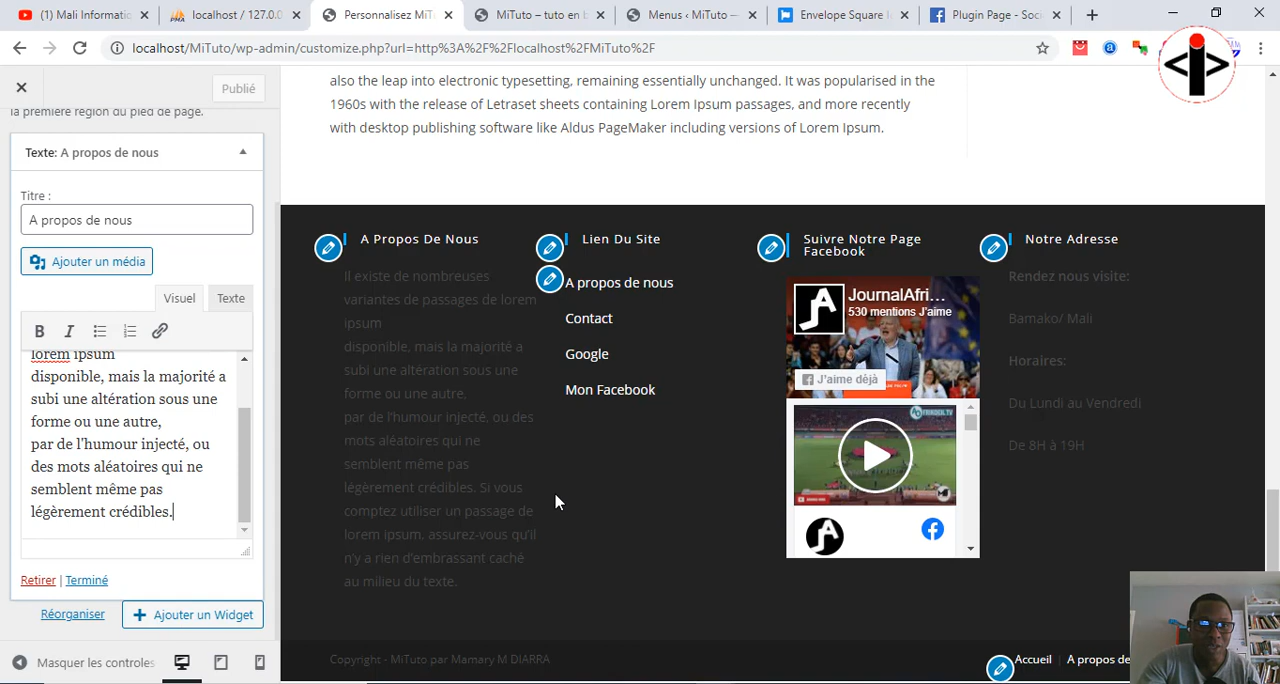 (1) Mali Informati
localhost / 127.0.0
Personnalisez MiT
MiTuto – tuto en b
Menus ‹ MiTuto —
Envelope Square I
Plugin Page - Soci
localhost/MiTuto/wp-admin/customize.php?url=http%3A%2F%2Flocalhost%2FMiTuto%2F
Publié
la première région du pied de page.
Texte: A propos de nous
Titre :
A propos de nous
Ajouter un média
Visuel
Texte
B I
lorem ipsum
disponible, mais la majorité a
subi une altération sous une
forme ou une autre,
par de l'humour injecté, ou
des mots aléatoires qui ne
semblent même pas
légèrement crédibles.
Retirer | Terminé
Réorganiser
Ajouter un Widget
Masquer les controles
also the leap into electronic typesetting, remaining essentially unchanged. It was popularised in the
1960s with the release of Letraset sheets containing Lorem Ipsum passages, and more recently
with desktop publishing software like Aldus PageMaker including versions of Lorem Ipsum.
A Propos De Nous
Il existe de nombreuses
variantes de passages de lorem
ipsum
disponible, mais la majorité a
subi une altération sous une
forme ou une autre,
par de l'humour injecté, ou des
mots aléatoires qui ne
semblent même pas
légèrement crédibles. Si vous
comptez utiliser un passage de
lorem ipsum, assurez-vous qu'il
n'y a rien d'embrassant caché
au milieu du texte.
Lien Du Site
A propos de nous
Contact
Google
Mon Facebook
Suivre Notre Page
Facebook
JournalAfri...
530 mentions J'aime
J'aime déjà
Notre Adresse
Rendez nous visite:
Bamako/ Mali
Horaires:
Du Lundi au Vendredi
De 8H à 19H
Copyright - MiTuto par Mamary M DIARRA
Accueil
A propos de